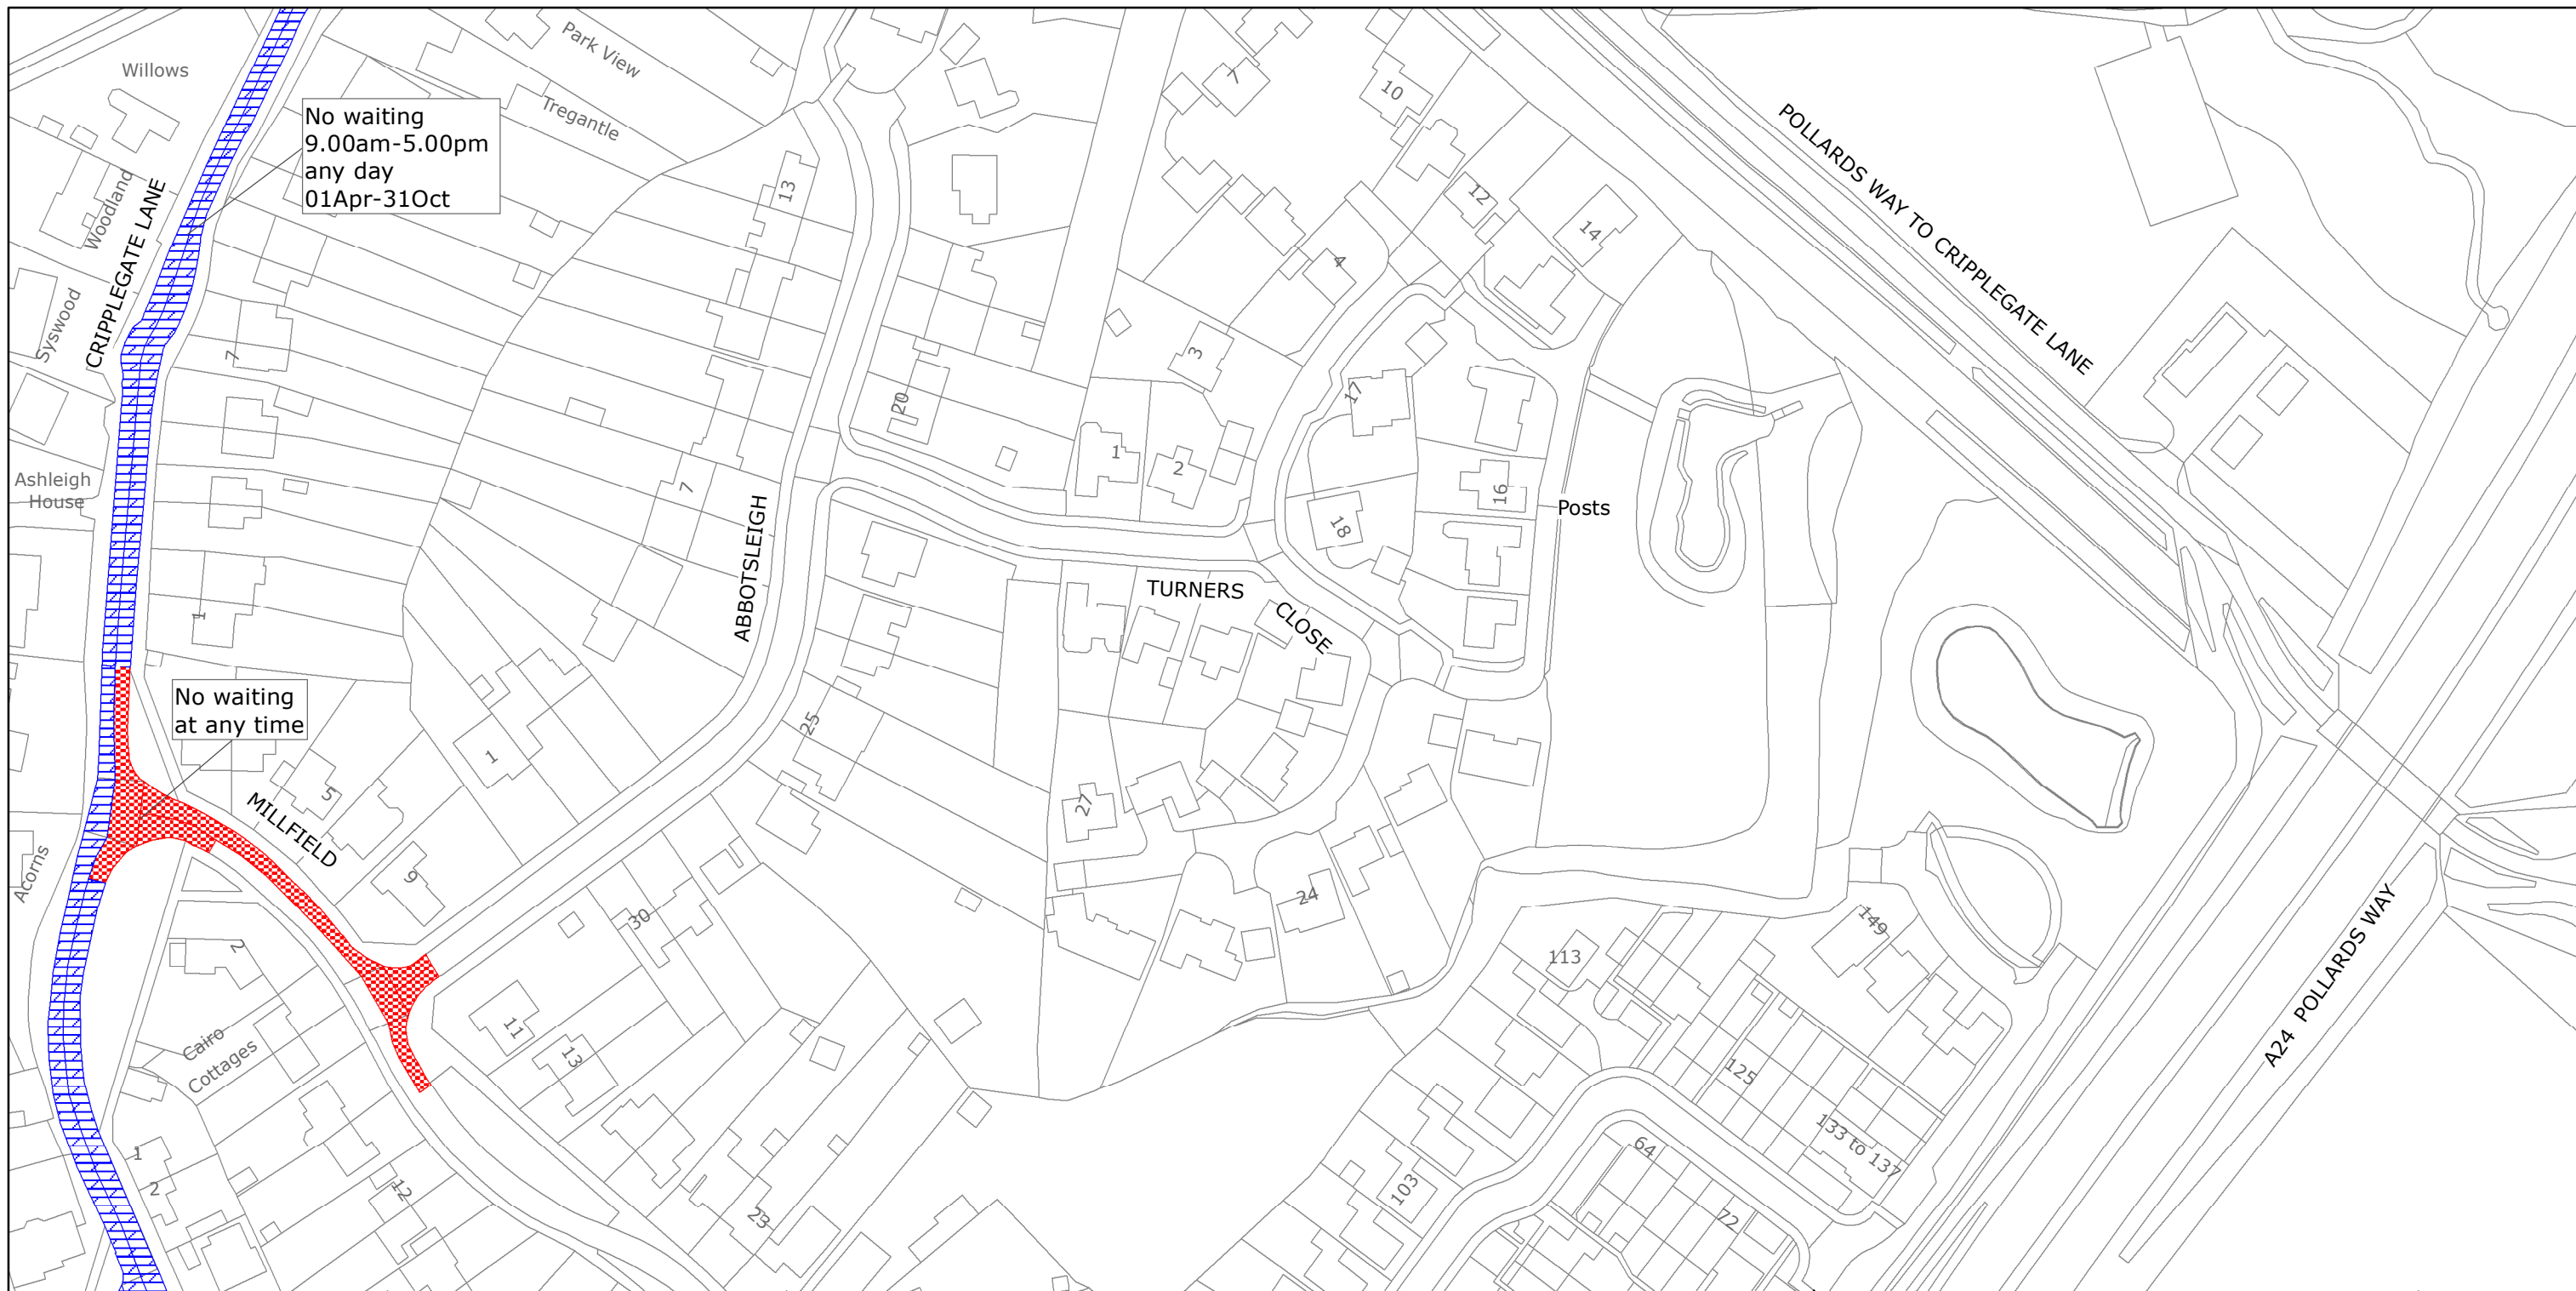 Willows
Park View
Tregantle
No waiting
9.00am-5.00pm
any day
01Apr-31Oct
Woodland
CRIPPLEGATE LANE
Syswood
7
Ashleigh
House
1
13
20
7
ABBOTSLEIGH
7
10
12
14
4
3
1
2
17
18
16
Posts
TURNERS
CLOSE
POLLARDS WAY TO CRIPPLEGATE LANE
No waiting
at any time
MILLFIELD
5
1
9
Acorns
2
Cairo
Cottages
1
2
12
11
13
23
25
30
27
24
113
149
125
133 to 137
64
72
103
A24 POLLARDS WAY